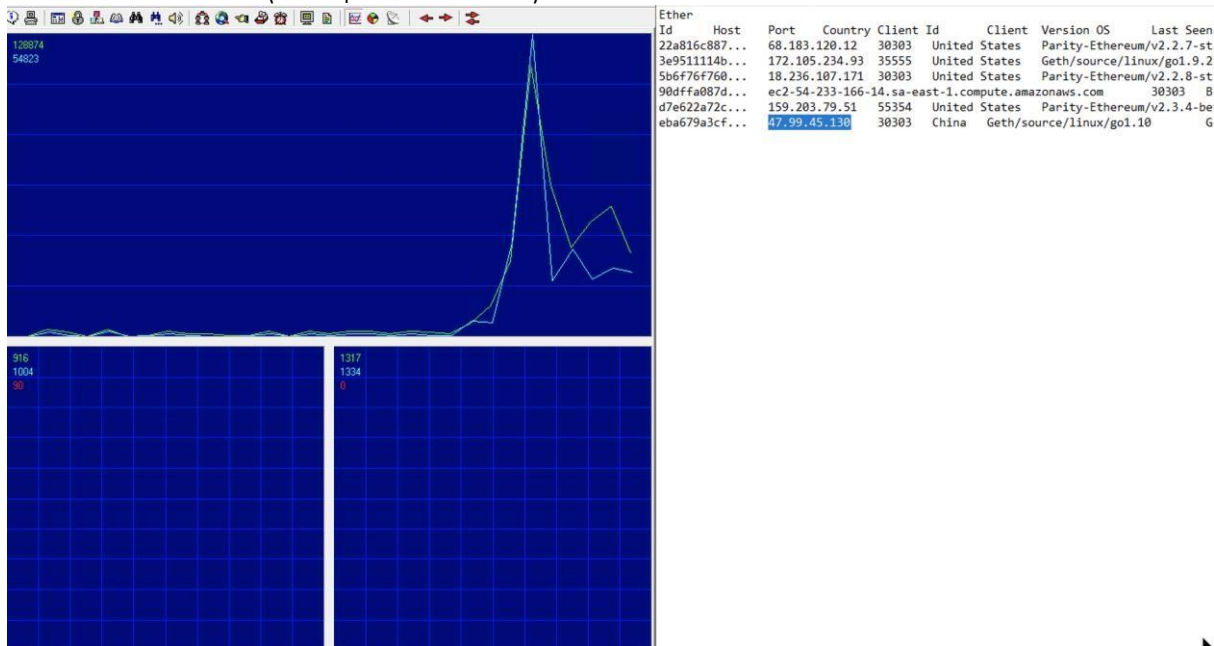 128874
54823
916
1004
90
1317
1334
0
Ether
Id Host Port Country Client Id Client Version OS Last Seen
22a816c887... 68.183.120.12 30303 United States Parity-Ethereum/v2.2.7-st
3e9511114b... 172.105.234.93 35555 United States Geth/source/linux/go1.9.2
5b6f76f760... 18.236.107.171 30303 United States Parity-Ethereum/v2.2.8-st
90dffa087d... ec2-54-233-166-14.sa-east-1.compute.amazonaws.com 30303 B
d7e622a72c... 159.203.79.51 55354 United States Parity-Ethereum/v2.3.4-be
eba679a3cf... 47.99.45.130 30303 China Geth/source/linux/go1.10 G